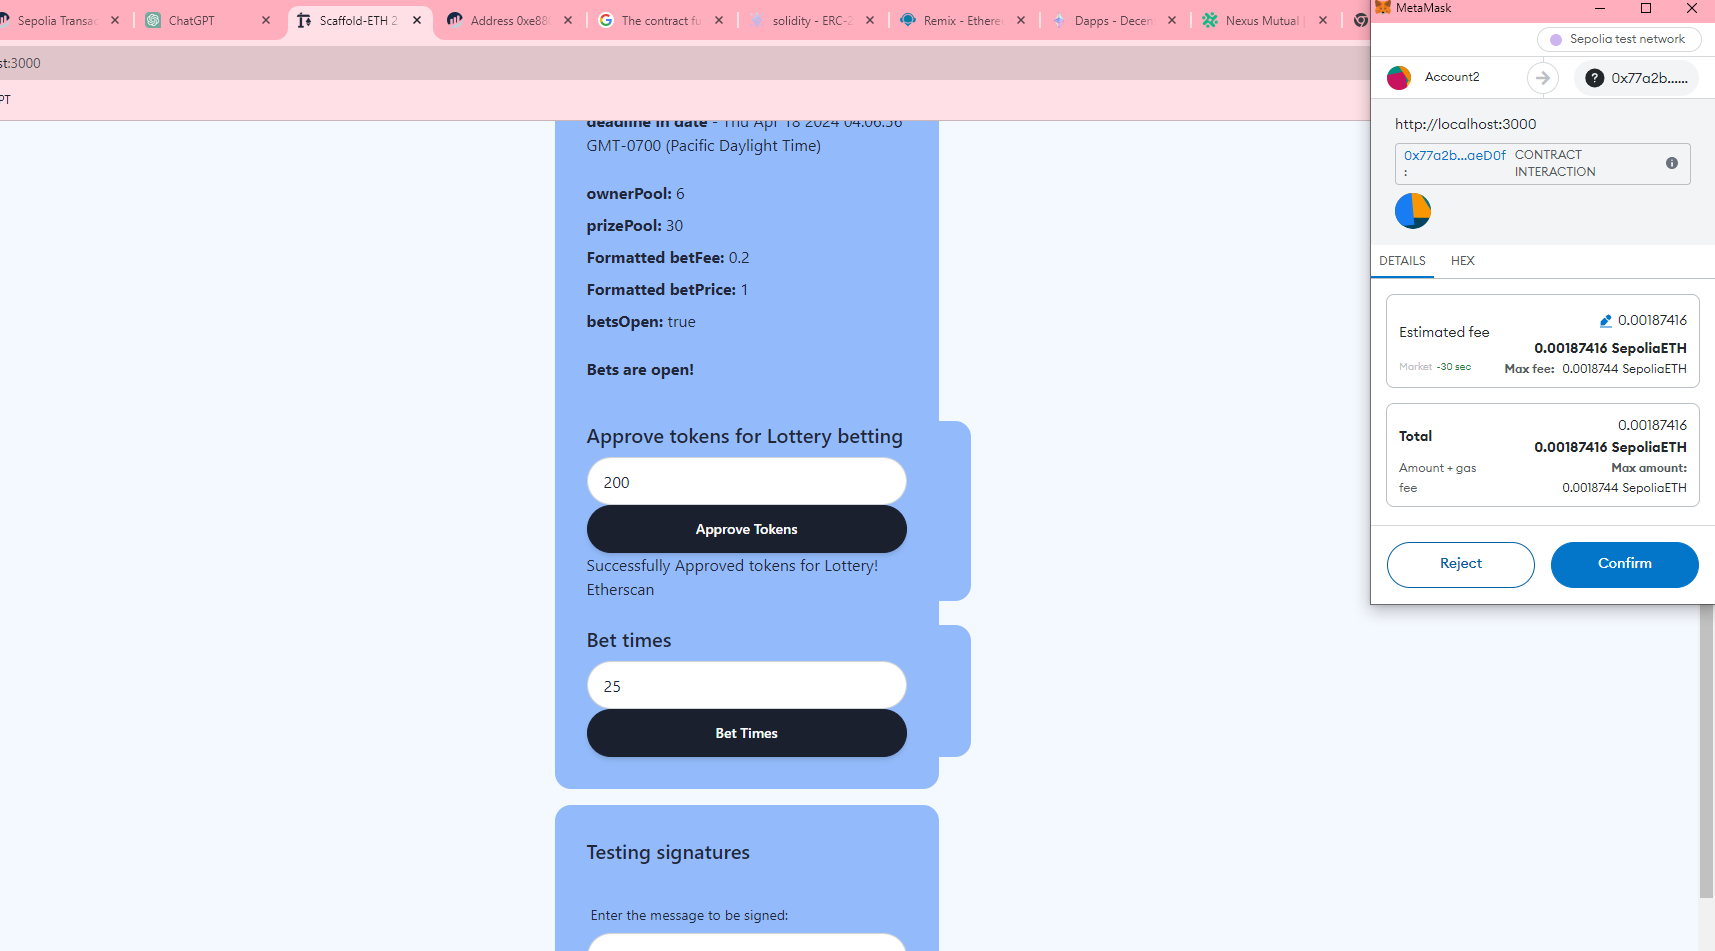 Sepolia Transac
ChatGPT
Scaffold-ETH 2
Address 0xe88
The contract fu
solidity - ERC-2
Remix - Ethere
Dapps - Decen
Nexus Mutual |
st:3000
PT
deadline in date - Thu Apr 18 2024 04:06:36
GMT-0700 (Pacific Daylight Time)
ownerPool: 6
prizePool: 30
Formatted betFee: 0.2
Formatted betPrice: 1
betsOpen: true
Bets are open!
Approve tokens for Lottery betting
200
Approve Tokens
Successfully Approved tokens for Lottery!
Etherscan
Bet times
25
Bet Times
Testing signatures
Enter the message to be signed:
MetaMask
Sepolia test network
Account2
0x77a2b......
http://localhost:3000
0x77a2b...aeD0f
:
CONTRACT
INTERACTION
DETAILS
HEX
Estimated fee
0.00187416
0.00187416 SepoliaETH
Market ~30 sec
Max fee: 0.0018744 SepoliaETH
Total
0.00187416
0.00187416 SepoliaETH
Amount + gas
fee
Max amount:
0.0018744 SepoliaETH
Reject
Confirm